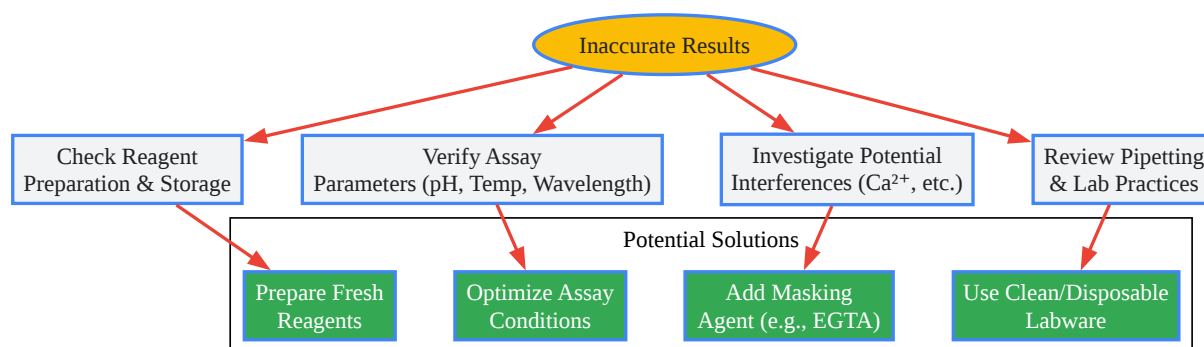 Inaccurate Results
Check Reagent
Preparation & Storage
Verify Assay
Parameters (pH, Temp, Wavelength)
Investigate Potential
Interferences (Ca²⁺, etc.)
Review Pipetting
& Lab Practices
Potential Solutions
Prepare Fresh
Reagents
Optimize Assay
Conditions
Add Masking
Agent (e.g., EGTA)
Use Clean/Disposable
Labware